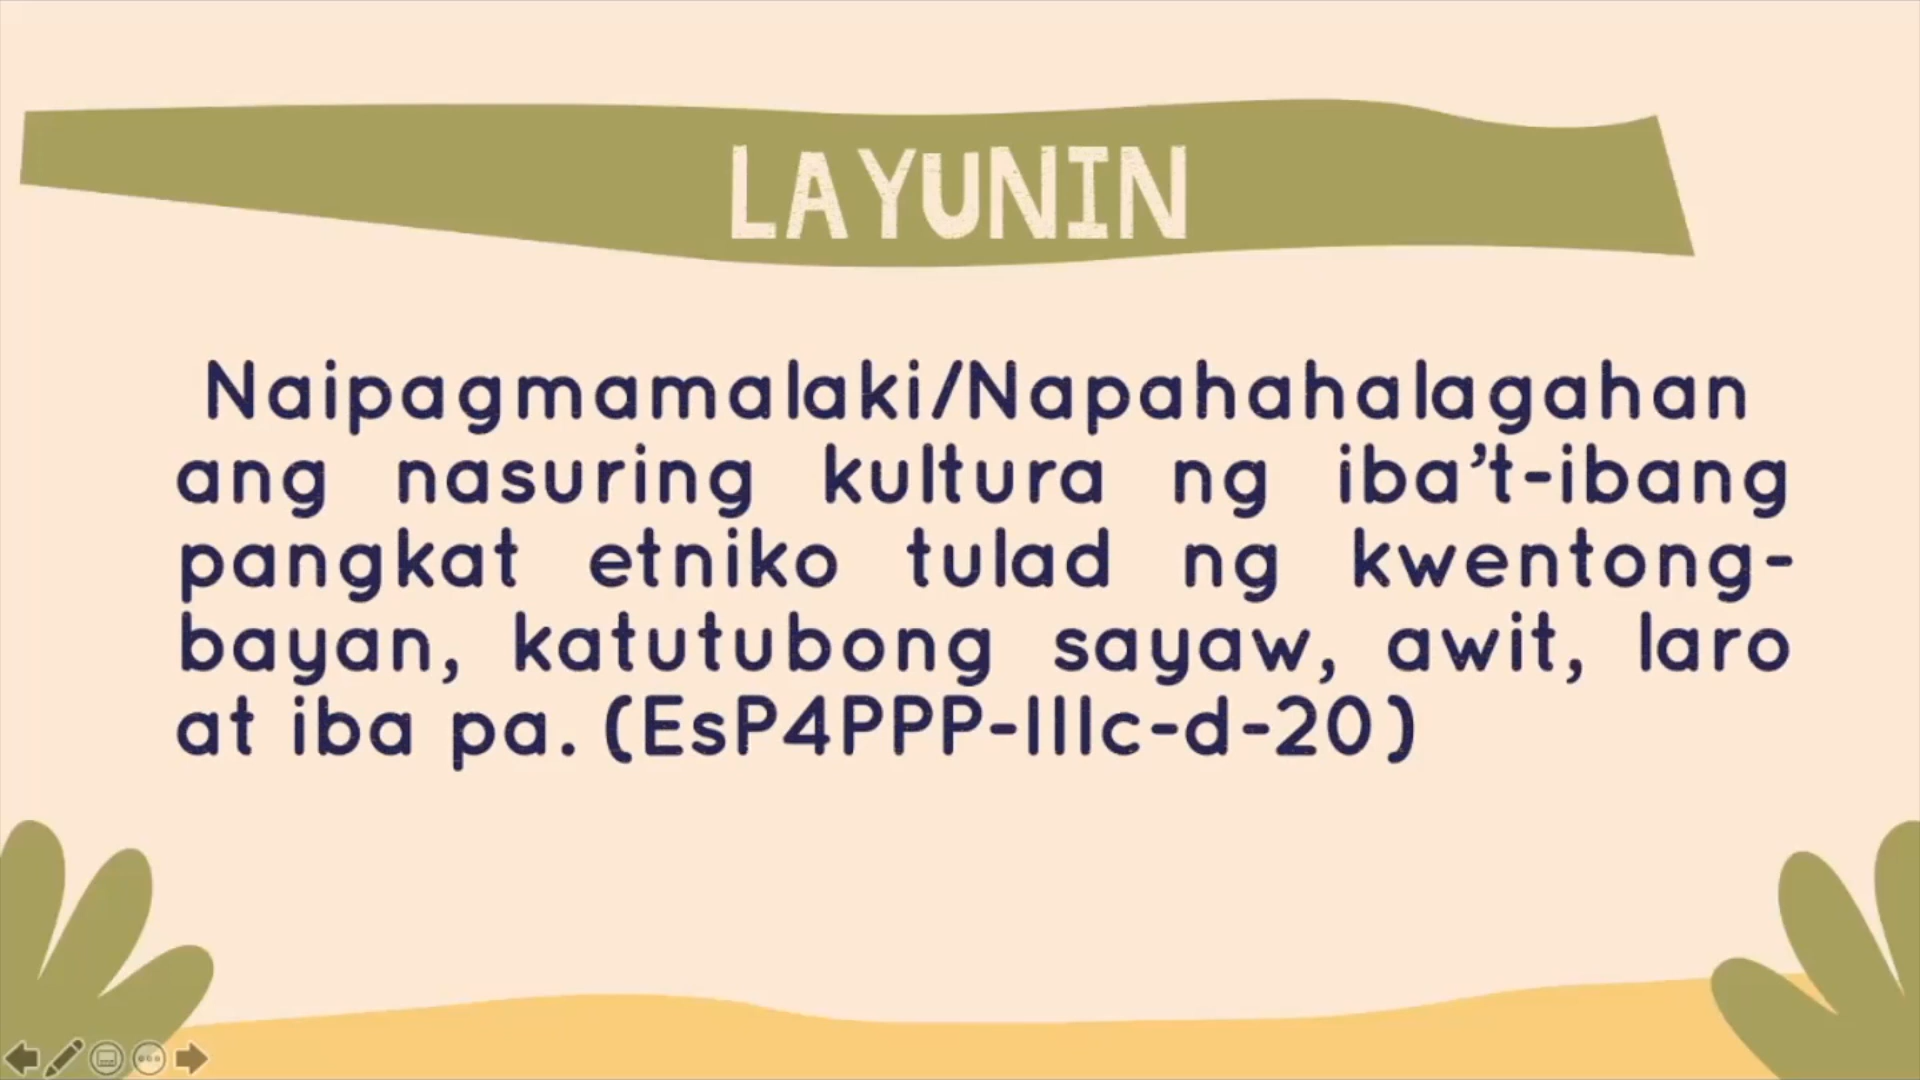 LAYUNIN
Naipagmamalaki/Napahahalagahan
ang nasuring kultura ng iba’t-ibang
pangkat etniko tulad ng kwentong-
bayan, katutubong sayaw, awit, laro
at iba pa. (EsP4PPP-IIIc-d-20)